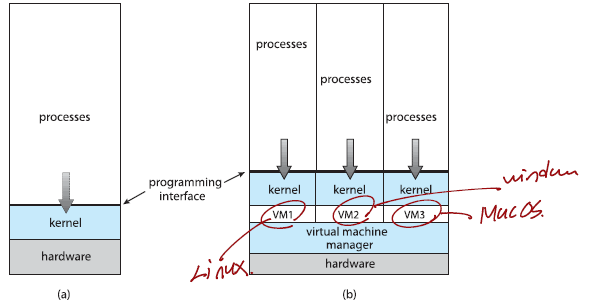 processes
processes
processes
processes
programming
interface
kernel
hardware
kernel
kernel
kernel
VM1
VM2
VM3
virtual machine
manager
hardware
Linux.
MacOS.
(a)
(b)